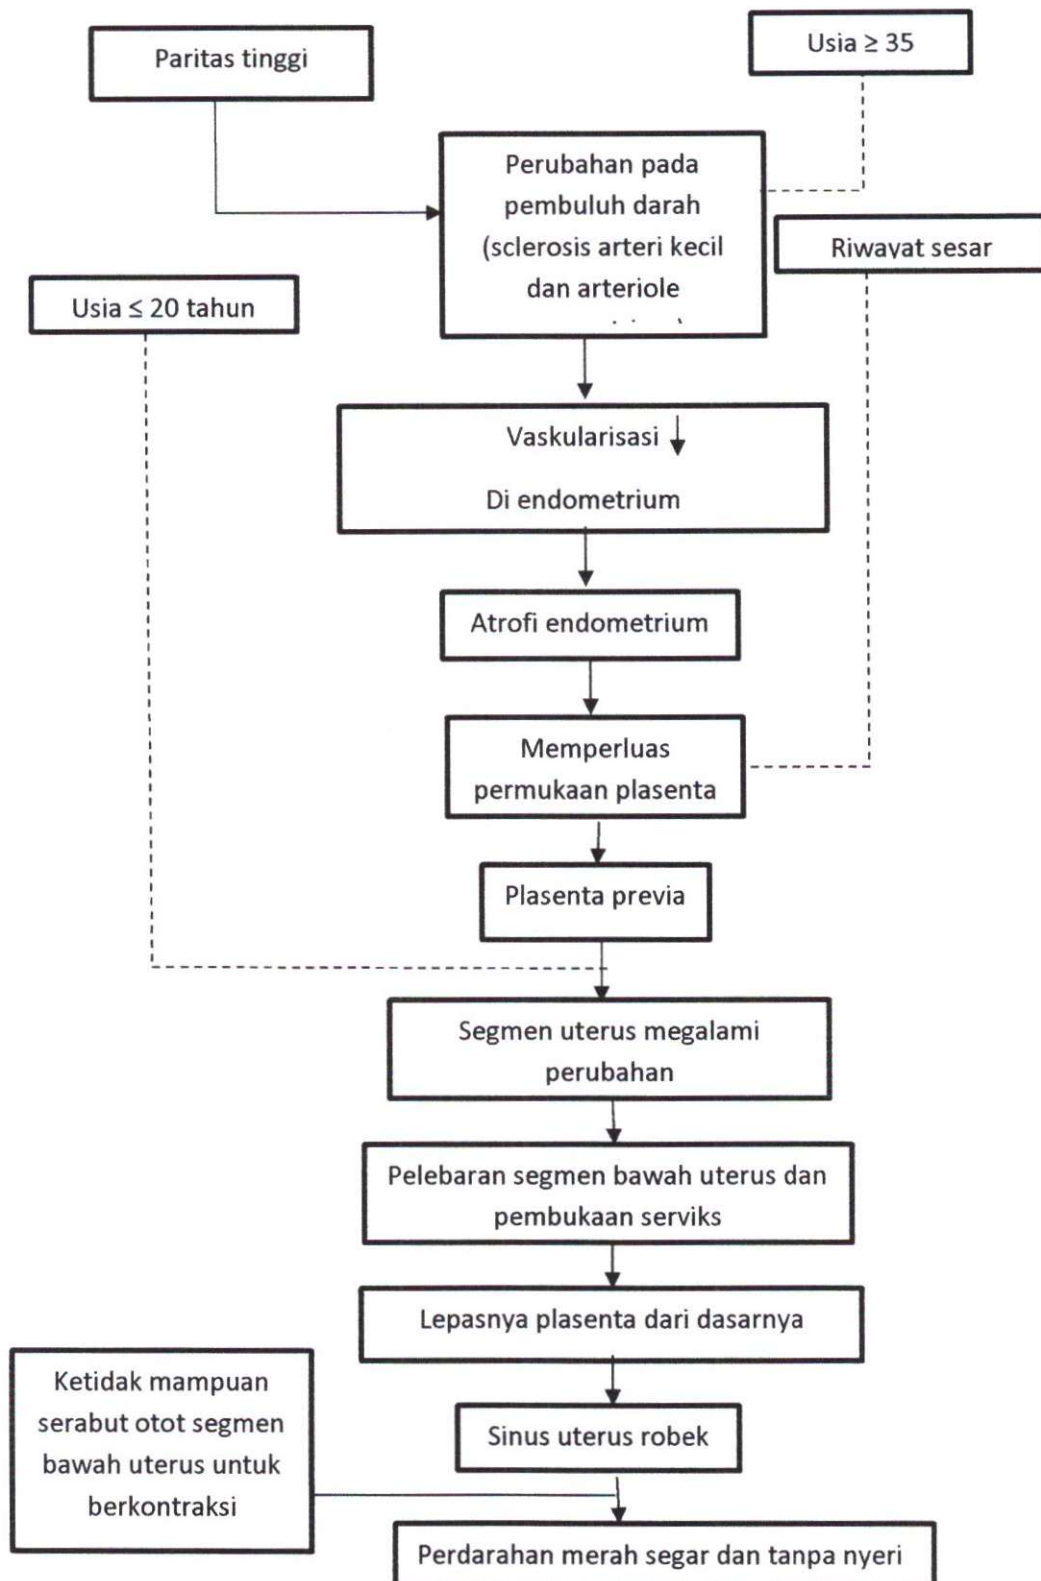 Paritas tinggi
Usia ≥ 35
Perubahan pada
pembuluh darah
(sclerosis arteri kecil
dan arteriole
Riwayat sesar
Usia ≤ 20 tahun
Vaskularisasi ↓
Di endometrium
Atrofi endometrium
Memperluas
permukaan plasenta
Plasenta previa
Segmen uterus megalami
perubahan
Pelebaran segmen bawah uterus dan
pembukaan serviks
Lepasnya plasenta dari dasarnya
Ketidak mampuan
serabut otot segmen
bawah uterus untuk
berkontraksi
Sinus uterus robek
Perdarahan merah segar dan tanpa nyeri